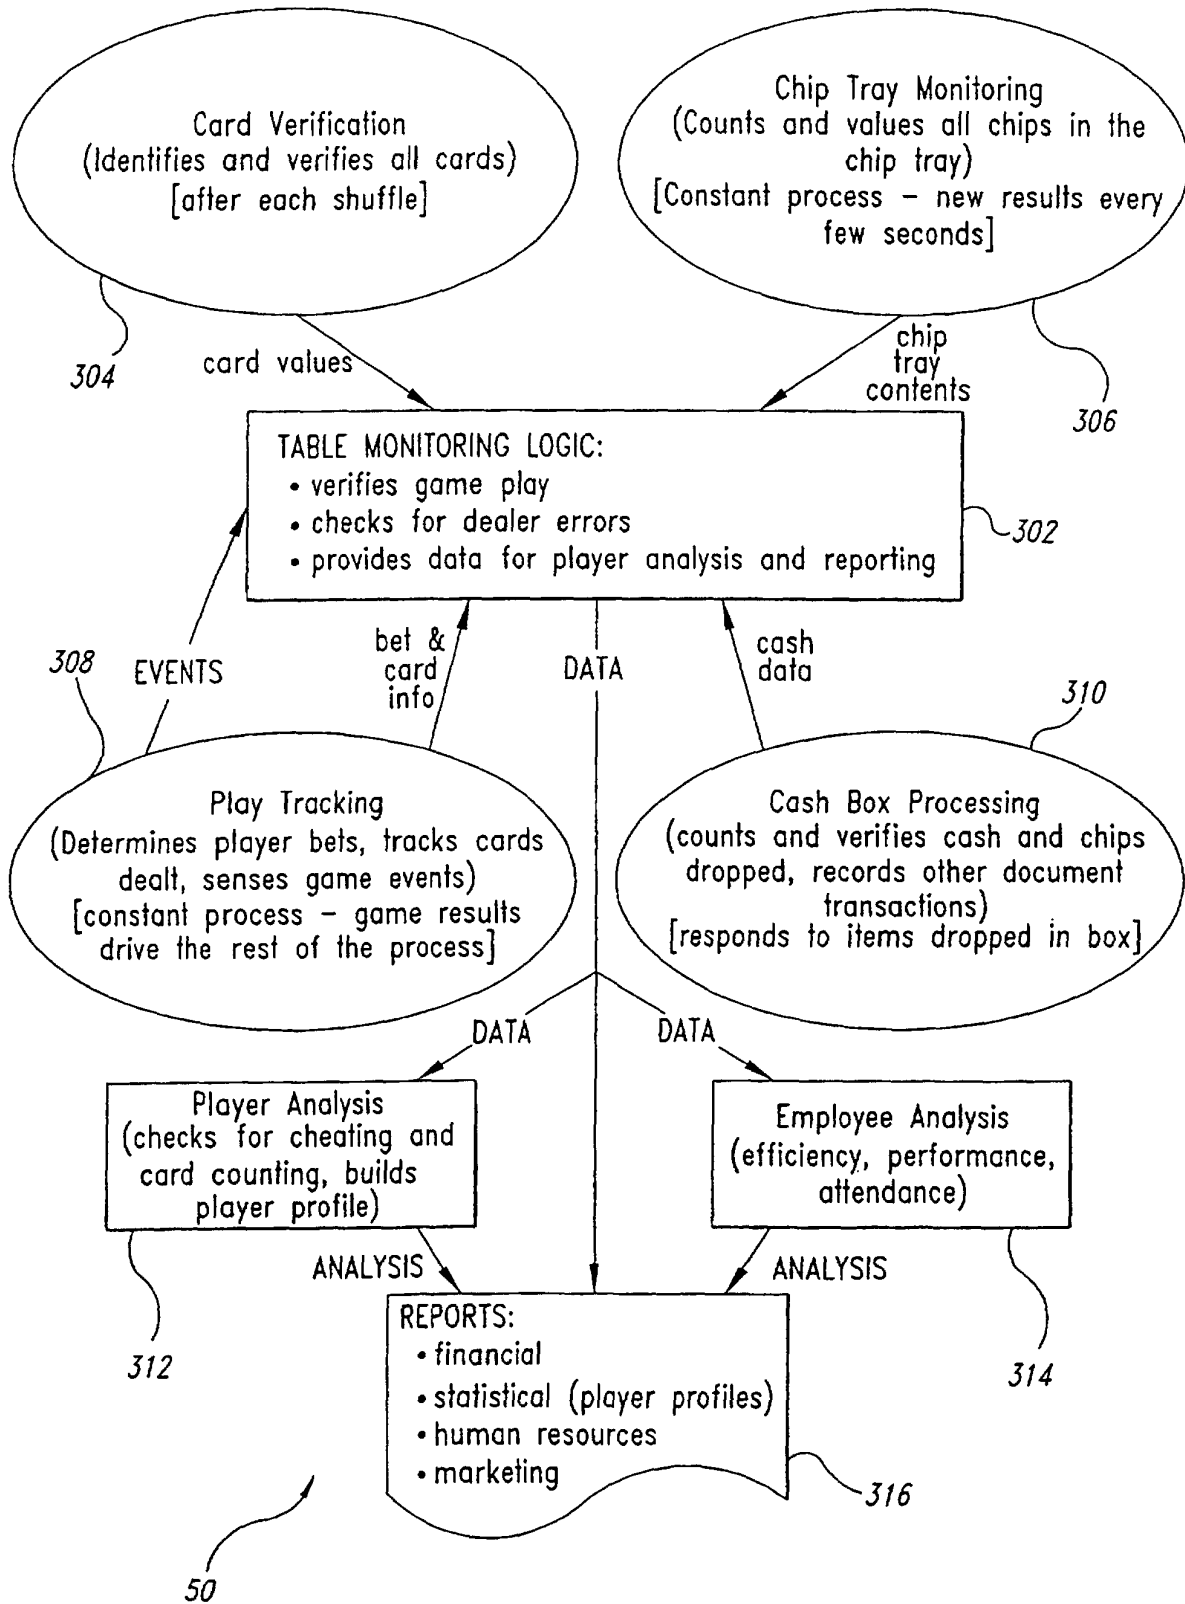 Card Verification
(Identifies and verifies all cards)
[after each shuffle]
Chip Tray Monitoring
(Counts and values all chips in the
chip tray)
[Constant process – new results every
few seconds]
304
card values
chip
tray
contents
306
TABLE MONITORING LOGIC:
• verifies game play
• checks for dealer errors
• provides data for player analysis and reporting
302
308
EVENTS
bet &
card
info
DATA
cash
data
310
Play Tracking
(Determines player bets, tracks cards
dealt, senses game events)
[constant process – game results
drive the rest of the process]
Cash Box Processing
(counts and verifies cash and chips
dropped, records other document
transactions)
[responds to items dropped in box]
DATA
DATA
Player Analysis
(checks for cheating and
card counting, builds
player profile)
Employee Analysis
(efficiency, performance,
attendance)
ANALYSIS
ANALYSIS
312
314
REPORTS:
• financial
• statistical (player profiles)
• human resources
• marketing
316
50